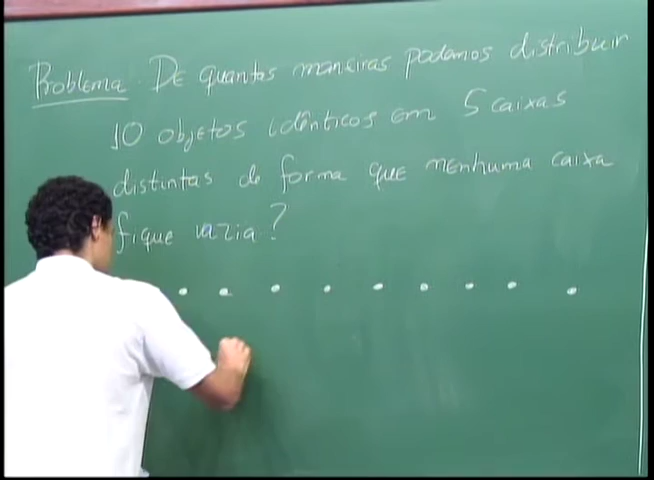 Problema. De quantas maneiras podemos distribuir
10 objetos idênticos em 5 caixas
distintas de forma que nenhuma caixa
fique vazia?